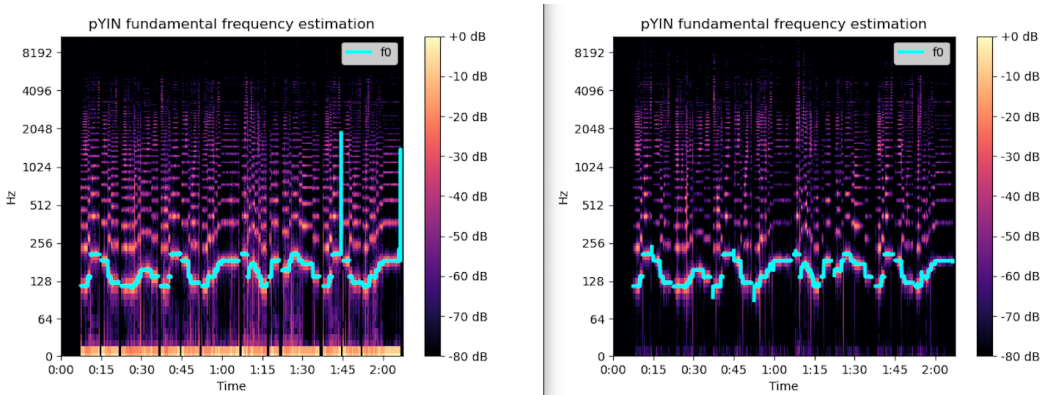 pYIN fundamental frequency estimation
f0
8192
4096
2048
1024
512
256
128
64
0
Hz
0:00 0:15 0:30 0:45 1:00 1:15 1:30 1:45 2:00
Time
+0 dB
-10 dB
-20 dB
-30 dB
-40 dB
-50 dB
-60 dB
-70 dB
-80 dB
pYIN fundamental frequency estimation
f0
8192
4096
2048
1024
512
256
128
64
0
Hz
0:00 0:15 0:30 0:45 1:00 1:15 1:30 1:45 2:00
Time
+0 dB
-10 dB
-20 dB
-30 dB
-40 dB
-50 dB
-60 dB
-70 dB
-80 dB